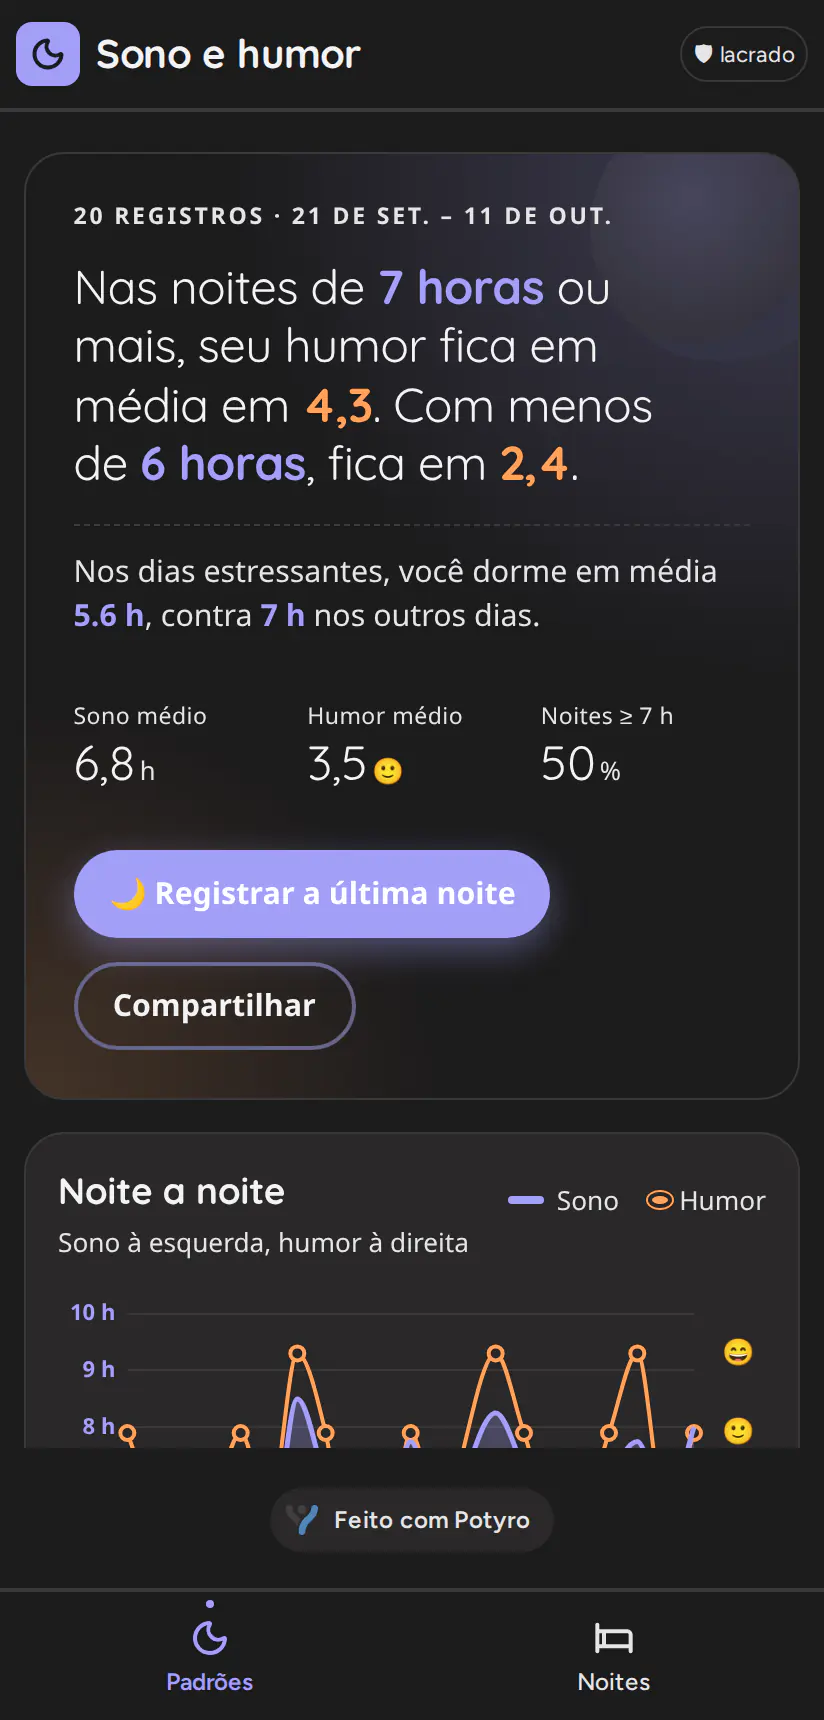 Sono e humor
lacrado
20 REGISTROS · 21 DE SET. – 11 DE OUT.
Nas noites de 7 horas ou
mais, seu humor fica em
média em 4,3. Com menos
de 6 horas, fica em 2,4.
Nos dias estressantes, você dorme em média
5.6 h, contra 7 h nos outros dias.
Sono médio
6,8 h
Humor médio
3,5
Noites ≥ 7 h
50 %
🌙 Registrar a última noite
Compartilhar
Noite a noite
Sono
Humor
Sono à esquerda, humor à direita
10 h
9 h
8 h
Feito com Potyro
Padrões
Noites